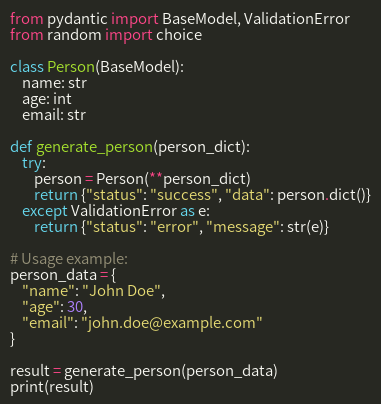 from pydantic import BaseModel, ValidationError
from random import choice

class Person(BaseModel):
    name: str
    age: int
    email: str

def generate_person(person_dict):
    try:
        person = Person(**person_dict)
        return {"status": "success", "data": person.dict()}
    except ValidationError as e:
        return {"status": "error", "message": str(e)}

# Usage example:
person_data = {
    "name": "John Doe",
    "age": 30,
    "email": "john.doe@example.com"
}

result = generate_person(person_data)
print(result)